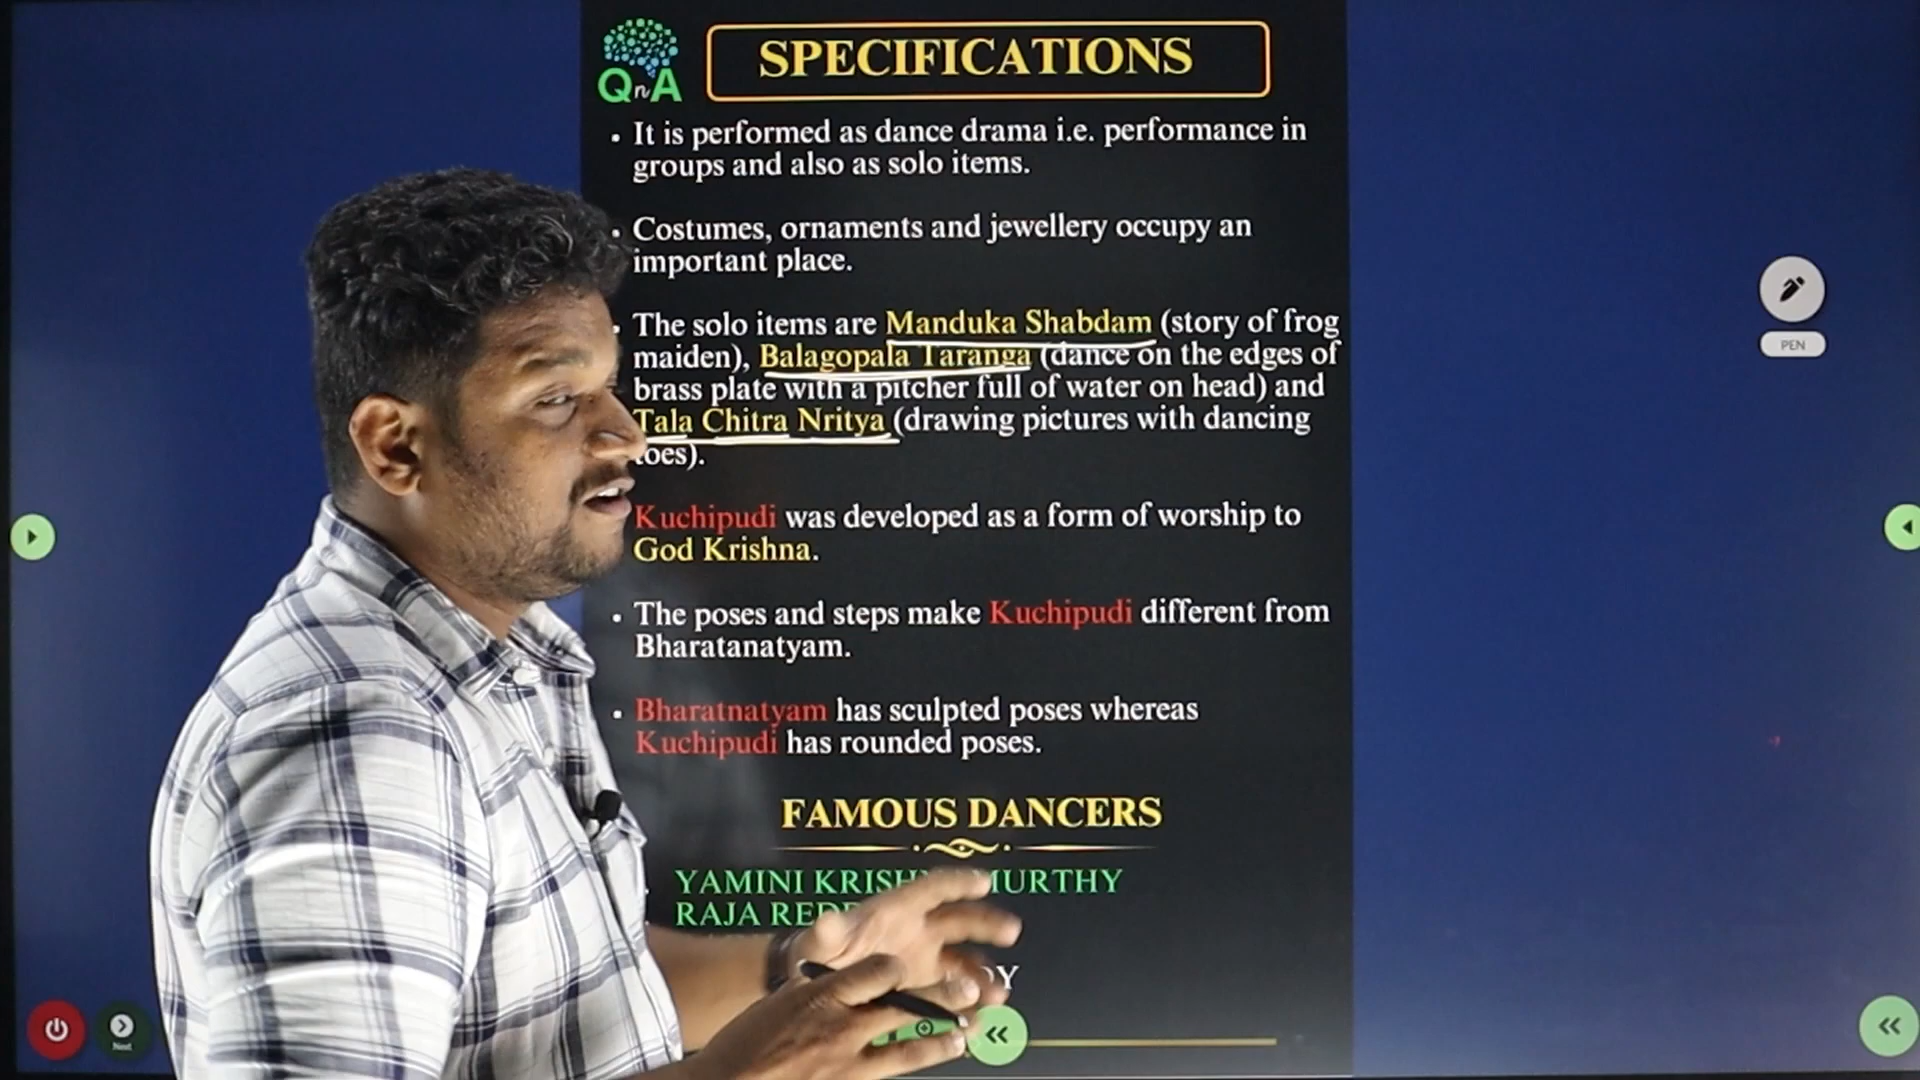 QnA
SPECIFICATIONS
• It is performed as dance drama i.e. performance in
groups and also as solo items.
• Costumes, ornaments and jewellery occupy an
important place.
• The solo items are Manduka Shabdam (story of frog
maiden), Balagopala Taranga (dance on the edges of
brass plate with a pitcher full of water on head) and
Tala Chitra Nritya (drawing pictures with dancing
toes).
Kuchipudi was developed as a form of worship to
God Krishna.
• The poses and steps make Kuchipudi different from
Bharatanatyam.
• Bharatnatyam has sculpted poses whereas
Kuchipudi has rounded poses.
FAMOUS DANCERS
YAMINI
RAJA
PEN
Next